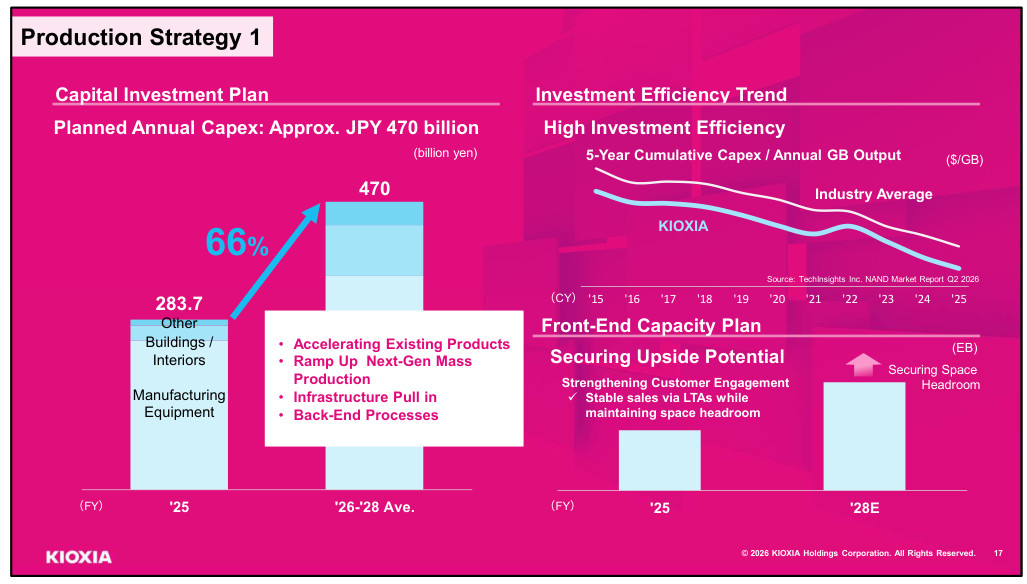 Production Strategy 1
Capital Investment Plan
Planned Annual Capex: Approx. JPY 470 billion
(billion yen)
470
66%
283.7
Other
Buildings /
Interiors
Manufacturing
Equipment
• Accelerating Existing Products
• Ramp Up Next-Gen Mass
Production
• Infrastructure Pull in
• Back-End Processes
(FY)
'25
'26-'28 Ave.
Investment Efficiency Trend
High Investment Efficiency
5-Year Cumulative Capex / Annual GB Output
($/GB)
Industry Average
KIOXIA
Source: TechInsights Inc. NAND Market Report Q2 2026
(CY) '15 '16 '17 '18 '19 '20 '21 '22 '23 '24 '25
Front-End Capacity Plan
(EB)
Securing Upside Potential
Securing Space
Headroom
Strengthening Customer Engagement
✓ Stable sales via LTAs while
maintaining space headroom
(FY)
'25
'28E
KIOXIA
© 2026 KIOXIA Holdings Corporation. All Rights Reserved.
17